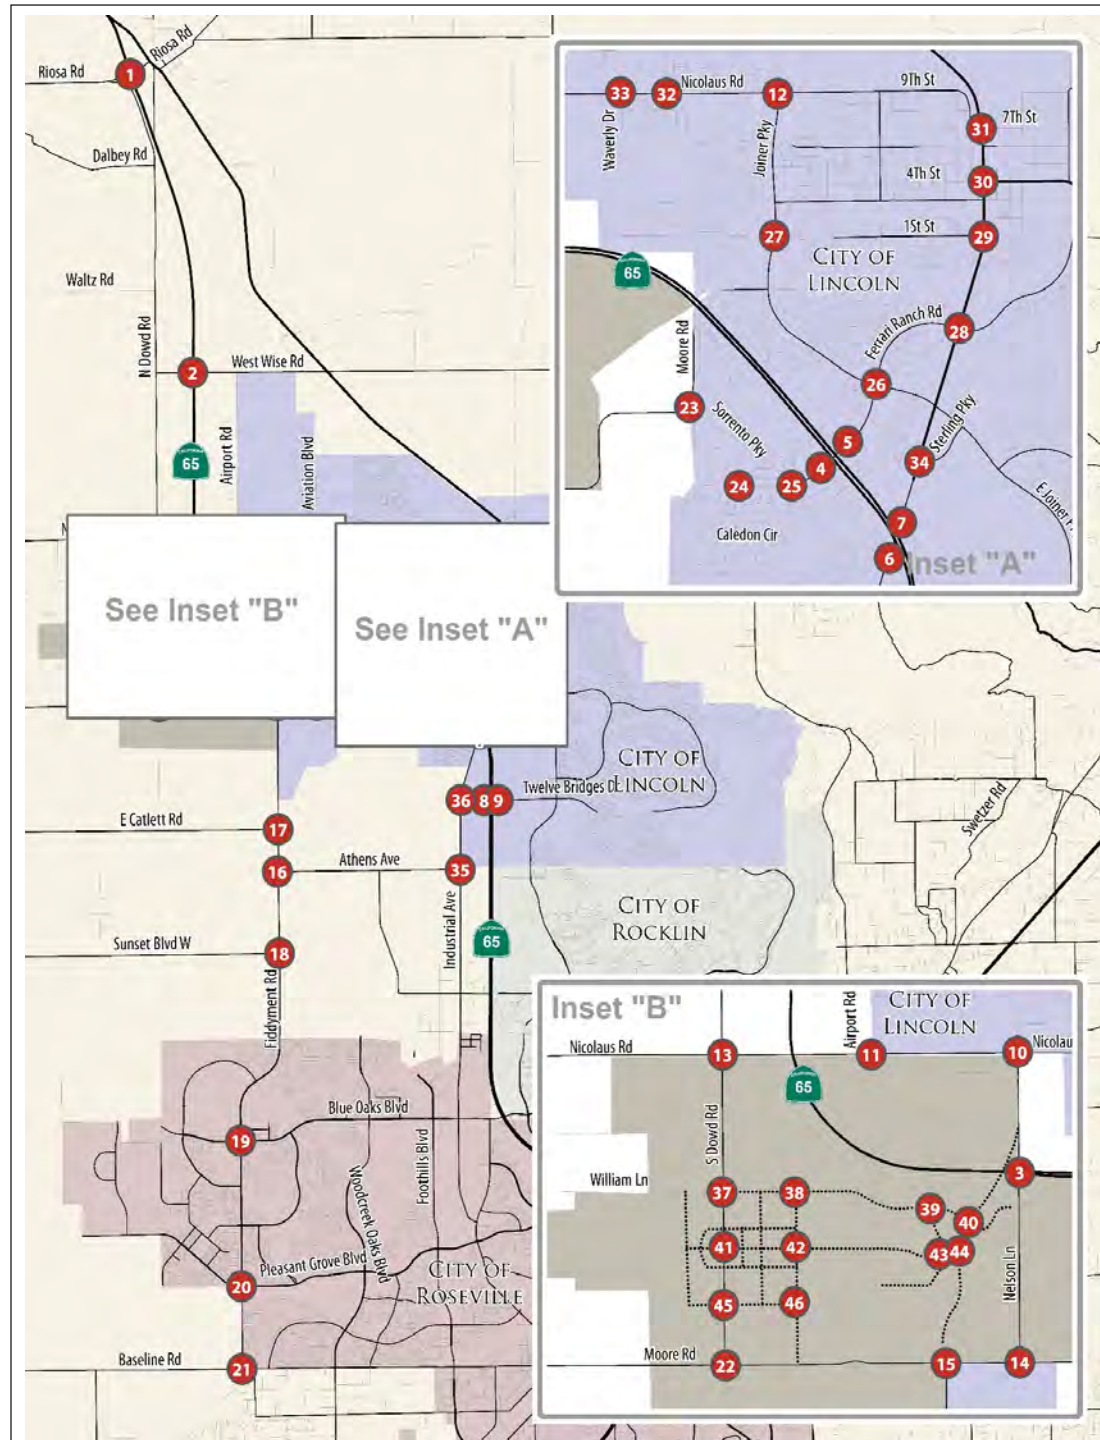 Riosa Rd
Riosa Rd
1
Dalbey Rd
Waltz Rd
N Dowd Rd
2
West Wise Rd
CALIFORNIA
65
Airport Rd
Aviation Blvd
N
See Inset "B"
See Inset "A"
33
32
Nicolaus Rd
12
9Th St
7Th St
31
Waverly Dr
Joiner Pky
4Th St
30
27
1St St
29
CITY OF
LINCOLN
65
Moore Rd
Ferrari Ranch Rd
28
26
23
Sorrento Pky
5
Sterling Pky
4
34
24
25
E Joiner P
Caledon Cir
7
6
Inset "A"
CITY OF
LINCOLN
36
8
9
Twelve Bridges D
E Catlett Rd
17
16
Athens Ave
35
Swetzer Rd
CITY OF
ROCKLIN
Industrial Ave
CALIFORNIA
65
Sunset Blvd W
18
Fiddyment Rd
Blue Oaks Blvd
19
Foothills Blvd
Woodcreek Oaks Blvd
Pleasant Grove Blvd
20
CITY OF
ROSEVILLE
Baseline Rd
21
Inset "B"
Airport Rd
CITY OF
LINCOLN
Nicolaus Rd
13
11
10
Nicolau
65
S Dowd Rd
William Ln
37
38
3
39
40
41
42
43
44
Nelson Ln
45
46
Moore Rd
22
15
14